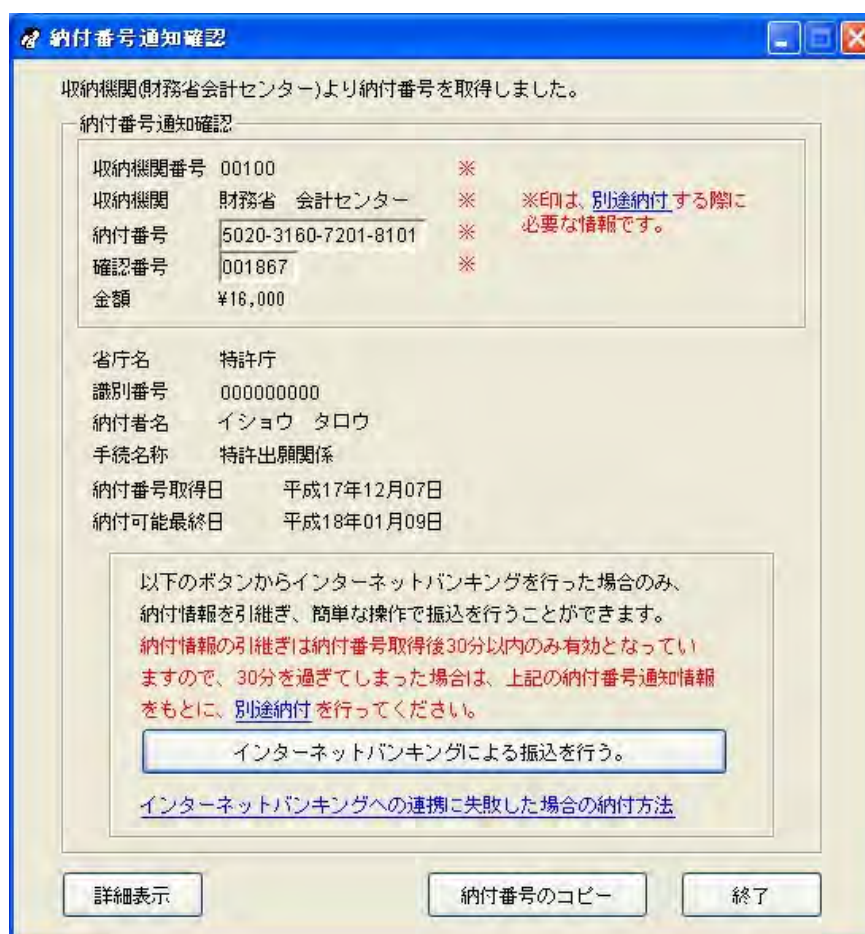 納付番号通知確認
収納機関(財務省会計センター)より納付番号を取得しました。
納付番号通知確認
収納機関番号 00100 ※
収納機関 財務省 会計センター ※ ※印は、別途納付する際に
納付番号 5020-3160-7201-8101 ※ 必要な情報です。
確認番号 001867 ※
金額 ¥16,000
省庁名 特許庁
識別番号 000000000
納付者名 イショウ タロウ
手続名称 特許出願関係
納付番号取得日 平成17年12月07日
納付可能最終日 平成18年01月09日
以下のボタンからインターネットバンキングを行った場合のみ、
納付情報を引継ぎ、簡単な操作で振込を行うことができます。
納付情報の引継ぎは納付番号取得後30分以内のみ有効となってい
ますので、30分を過ぎてしまった場合は、上記の納付番号通知情報
をもとに、別途納付を行ってください。
インターネットバンキングによる振込を行う。
インターネットバンキングへの連携に失敗した場合の納付方法
詳細表示 納付番号のコピー 終了